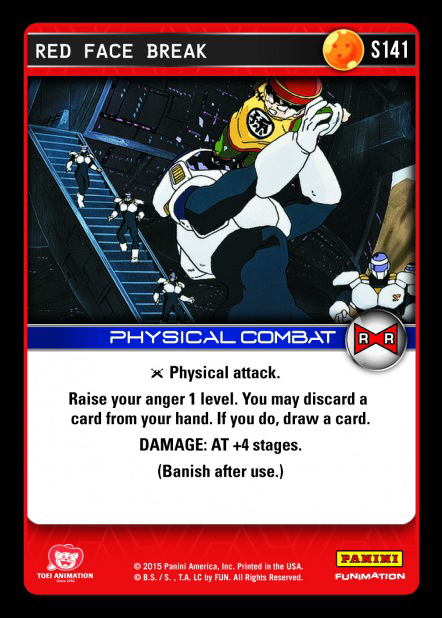 RED FACE BREAK
S141
PHYSICAL COMBAT
R R
Physical attack.
Raise your anger 1 level. You may discard a
card from your hand. If you do, draw a card.
DAMAGE: AT +4 stages.
(Banish after use.)
TOEI ANIMATION
© 2015 Panini America, Inc. Printed in the USA.
© B.S. / S. , T.A. LC by FUN. All Rights Reserved.
PANINI
FUNIMATION